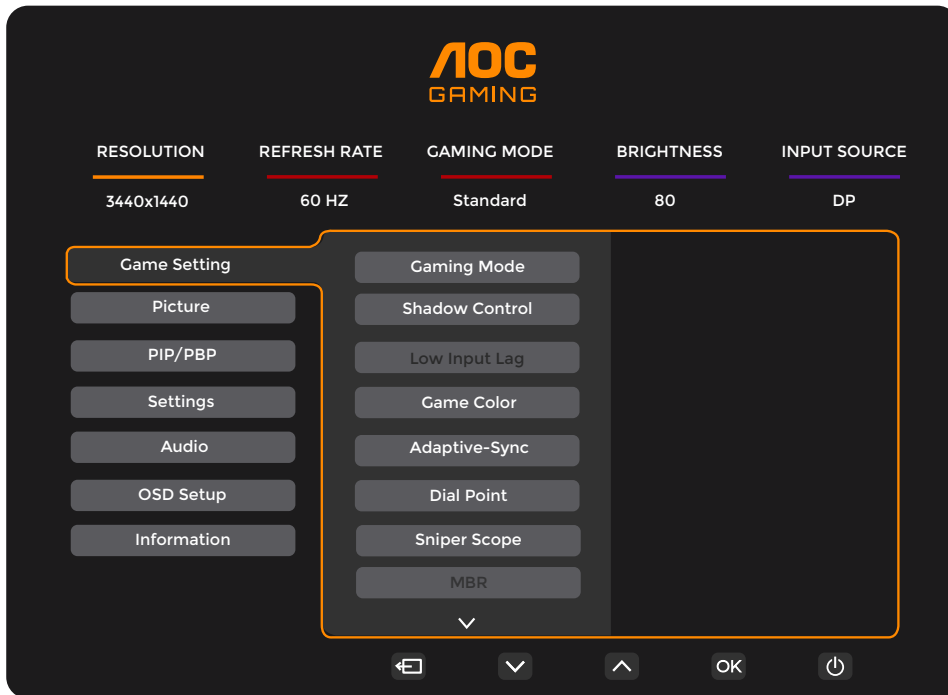 AOC
GAMING
RESOLUTION REFRESH RATE GAMING MODE BRIGHTNESS INPUT SOURCE
3440x1440 60 HZ Standard 80 DP
Game Setting
Picture
PIP/PBP
Settings
Audio
OSD Setup
Information
Gaming Mode
Shadow Control
Low Input Lag
Game Color
Adaptive-Sync
Dial Point
Sniper Scope
MBR
OK